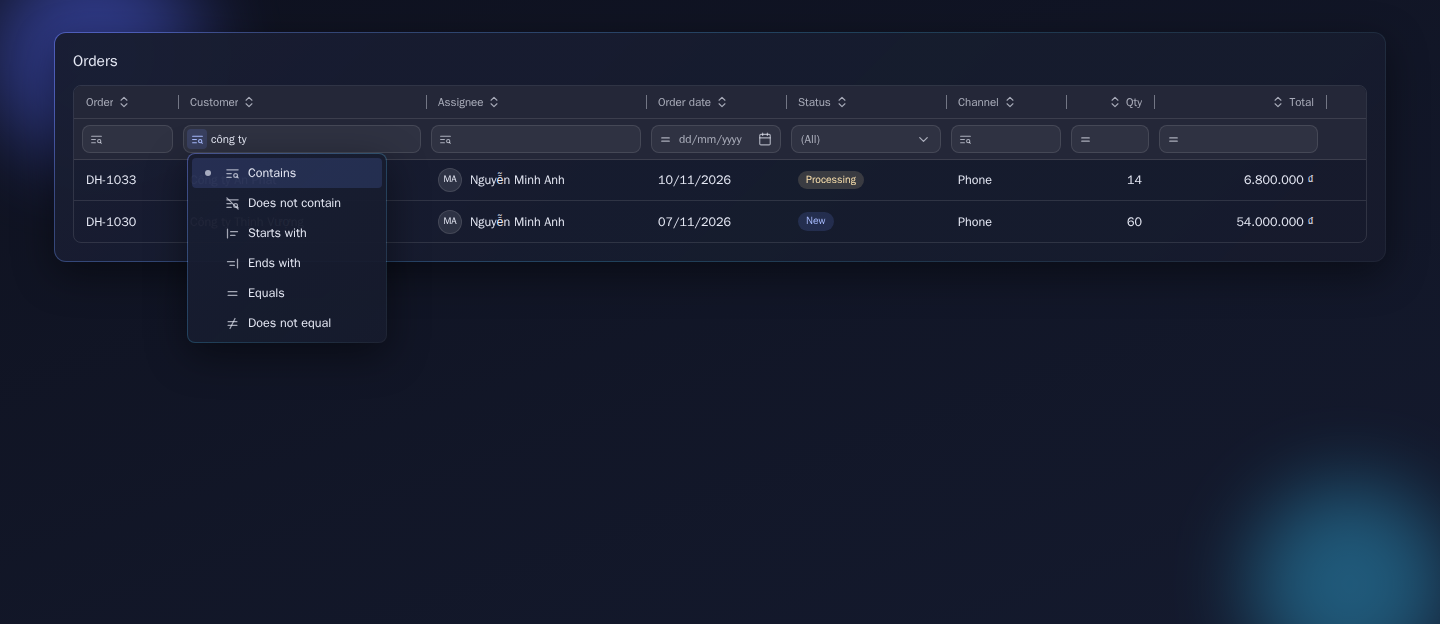 Orders
Order Customer Assignee Order date Status Channel Qty Total
công ty = dd/mm/yyyy (All) = =
DH-1033 MA Nguyễn Minh Anh 10/11/2026 Processing Phone 14 6.800.000 ₫
DH-1030 MA Nguyễn Minh Anh 07/11/2026 New Phone 60 54.000.000 ₫
Contains
Does not contain
Starts with
Ends with
= Equals
≠ Does not equal